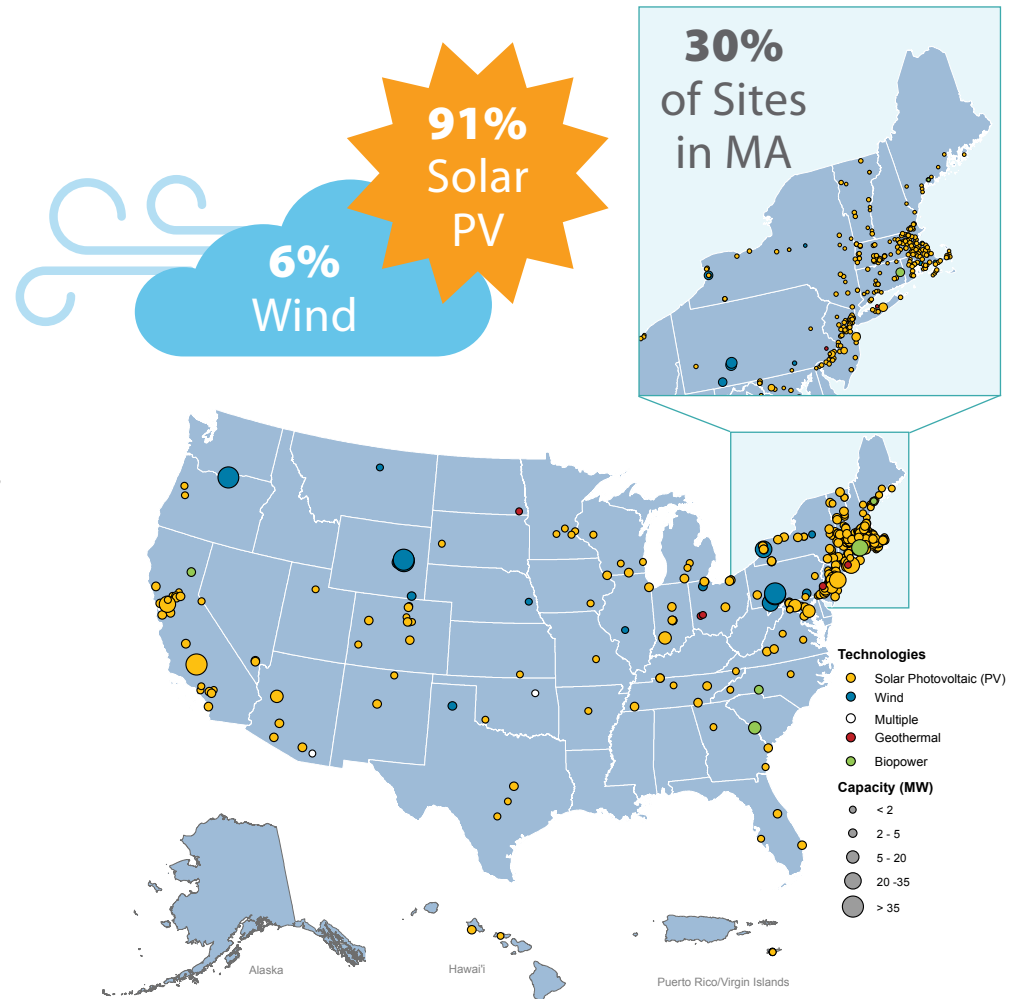 30%
of Sites
in MA
91%
Solar
PV
6%
Wind
Technologies
Solar Photovoltaic (PV)
Wind
Multiple
Geothermal
Biopower
Capacity (MW)
< 2
2 - 5
5 - 20
20 -35
> 35
Alaska
Hawai'i
Puerto Rico/Virgin Islands